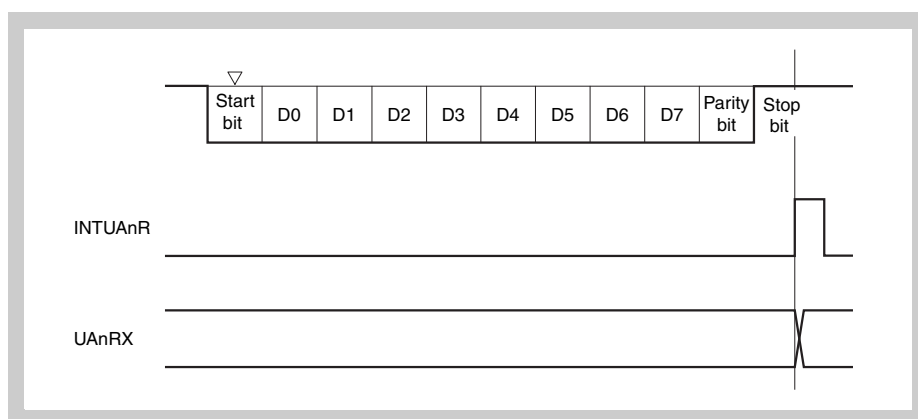 Start
bit
D0
D1
D2
D3
D4
D5
D6
D7
Parity
bit
Stop
bit
INTUAnR
UAnRX